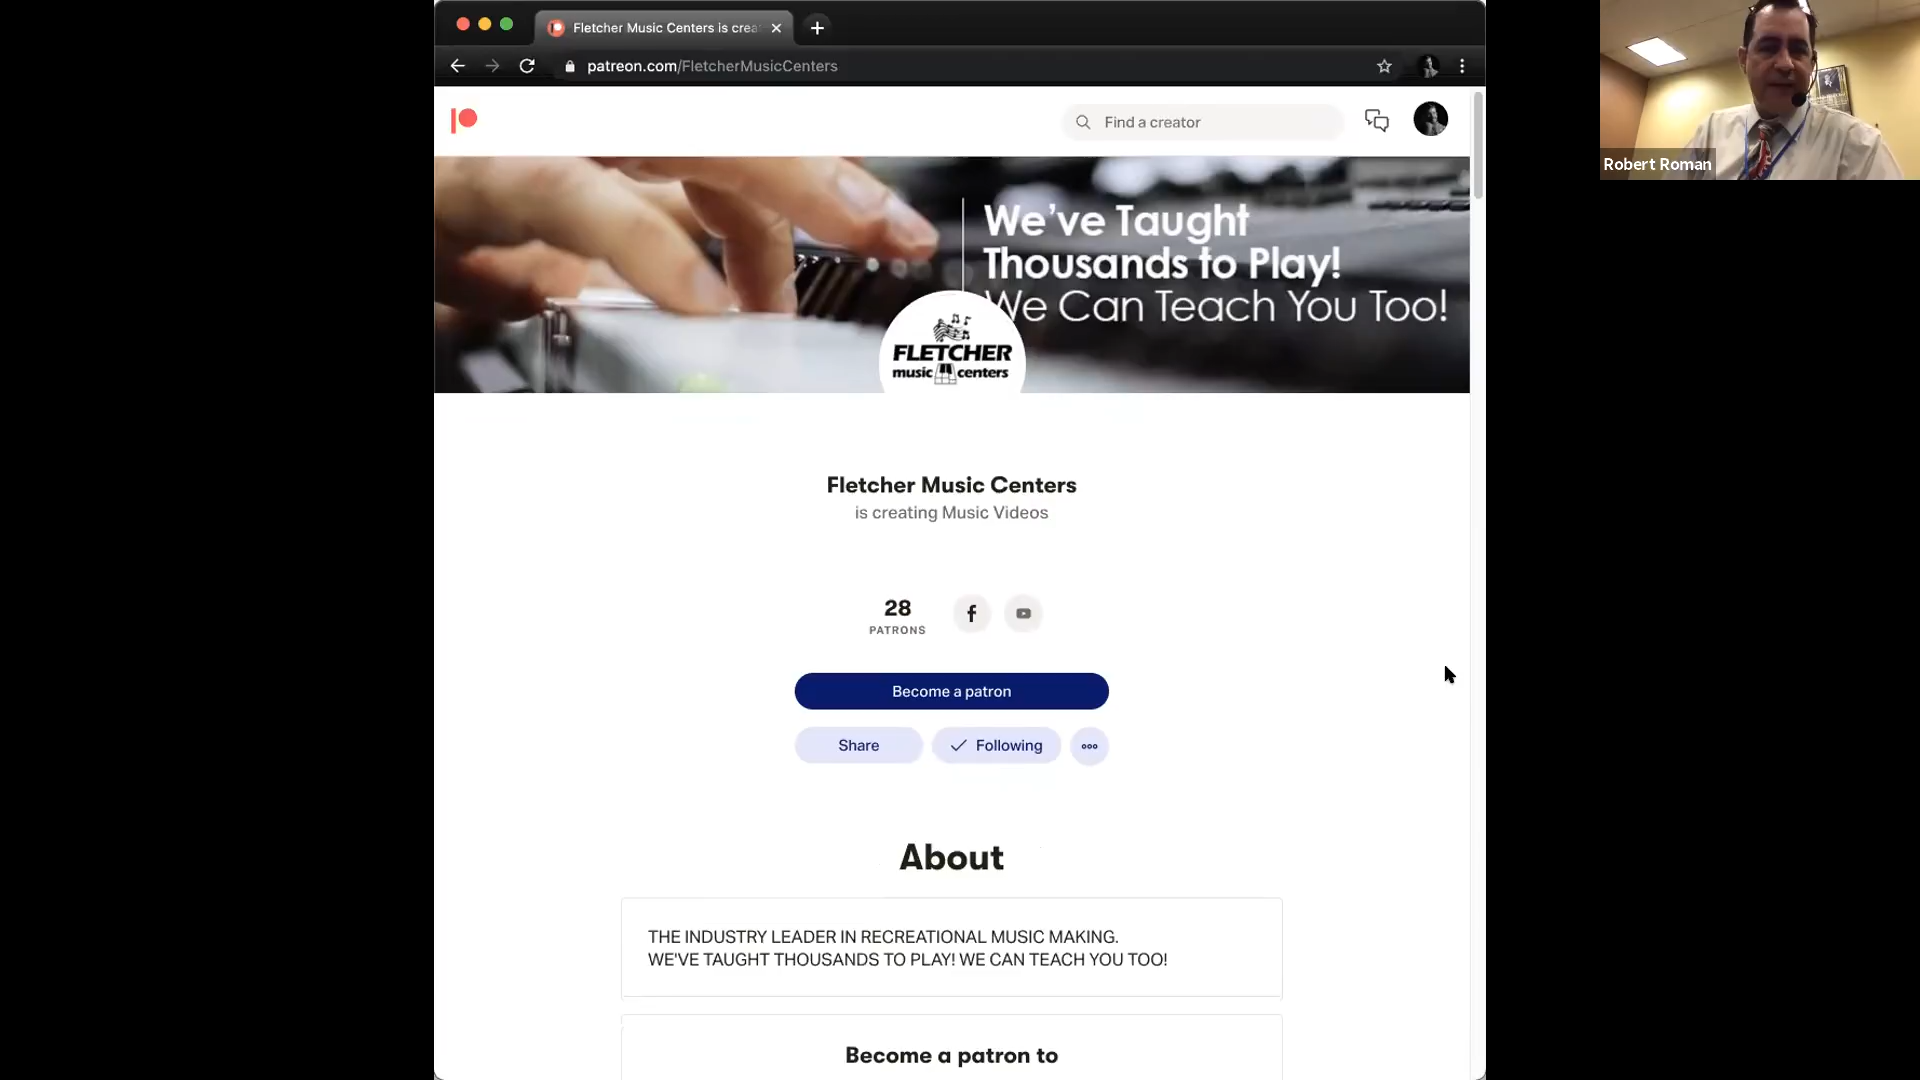 Fletcher Music Centers is crea
patreon.com/FletcherMusicCenters
Find a creator
Robert Roman
We've Taught
Thousands to Play!
We Can Teach You Too!
FLETCHER
music centers
Fletcher Music Centers
is creating Music Videos
28
PATRONS
Become a patron
Share
Following
About
THE INDUSTRY LEADER IN RECREATIONAL MUSIC MAKING.
WE'VE TAUGHT THOUSANDS TO PLAY! WE CAN TEACH YOU TOO!
Become a patron to